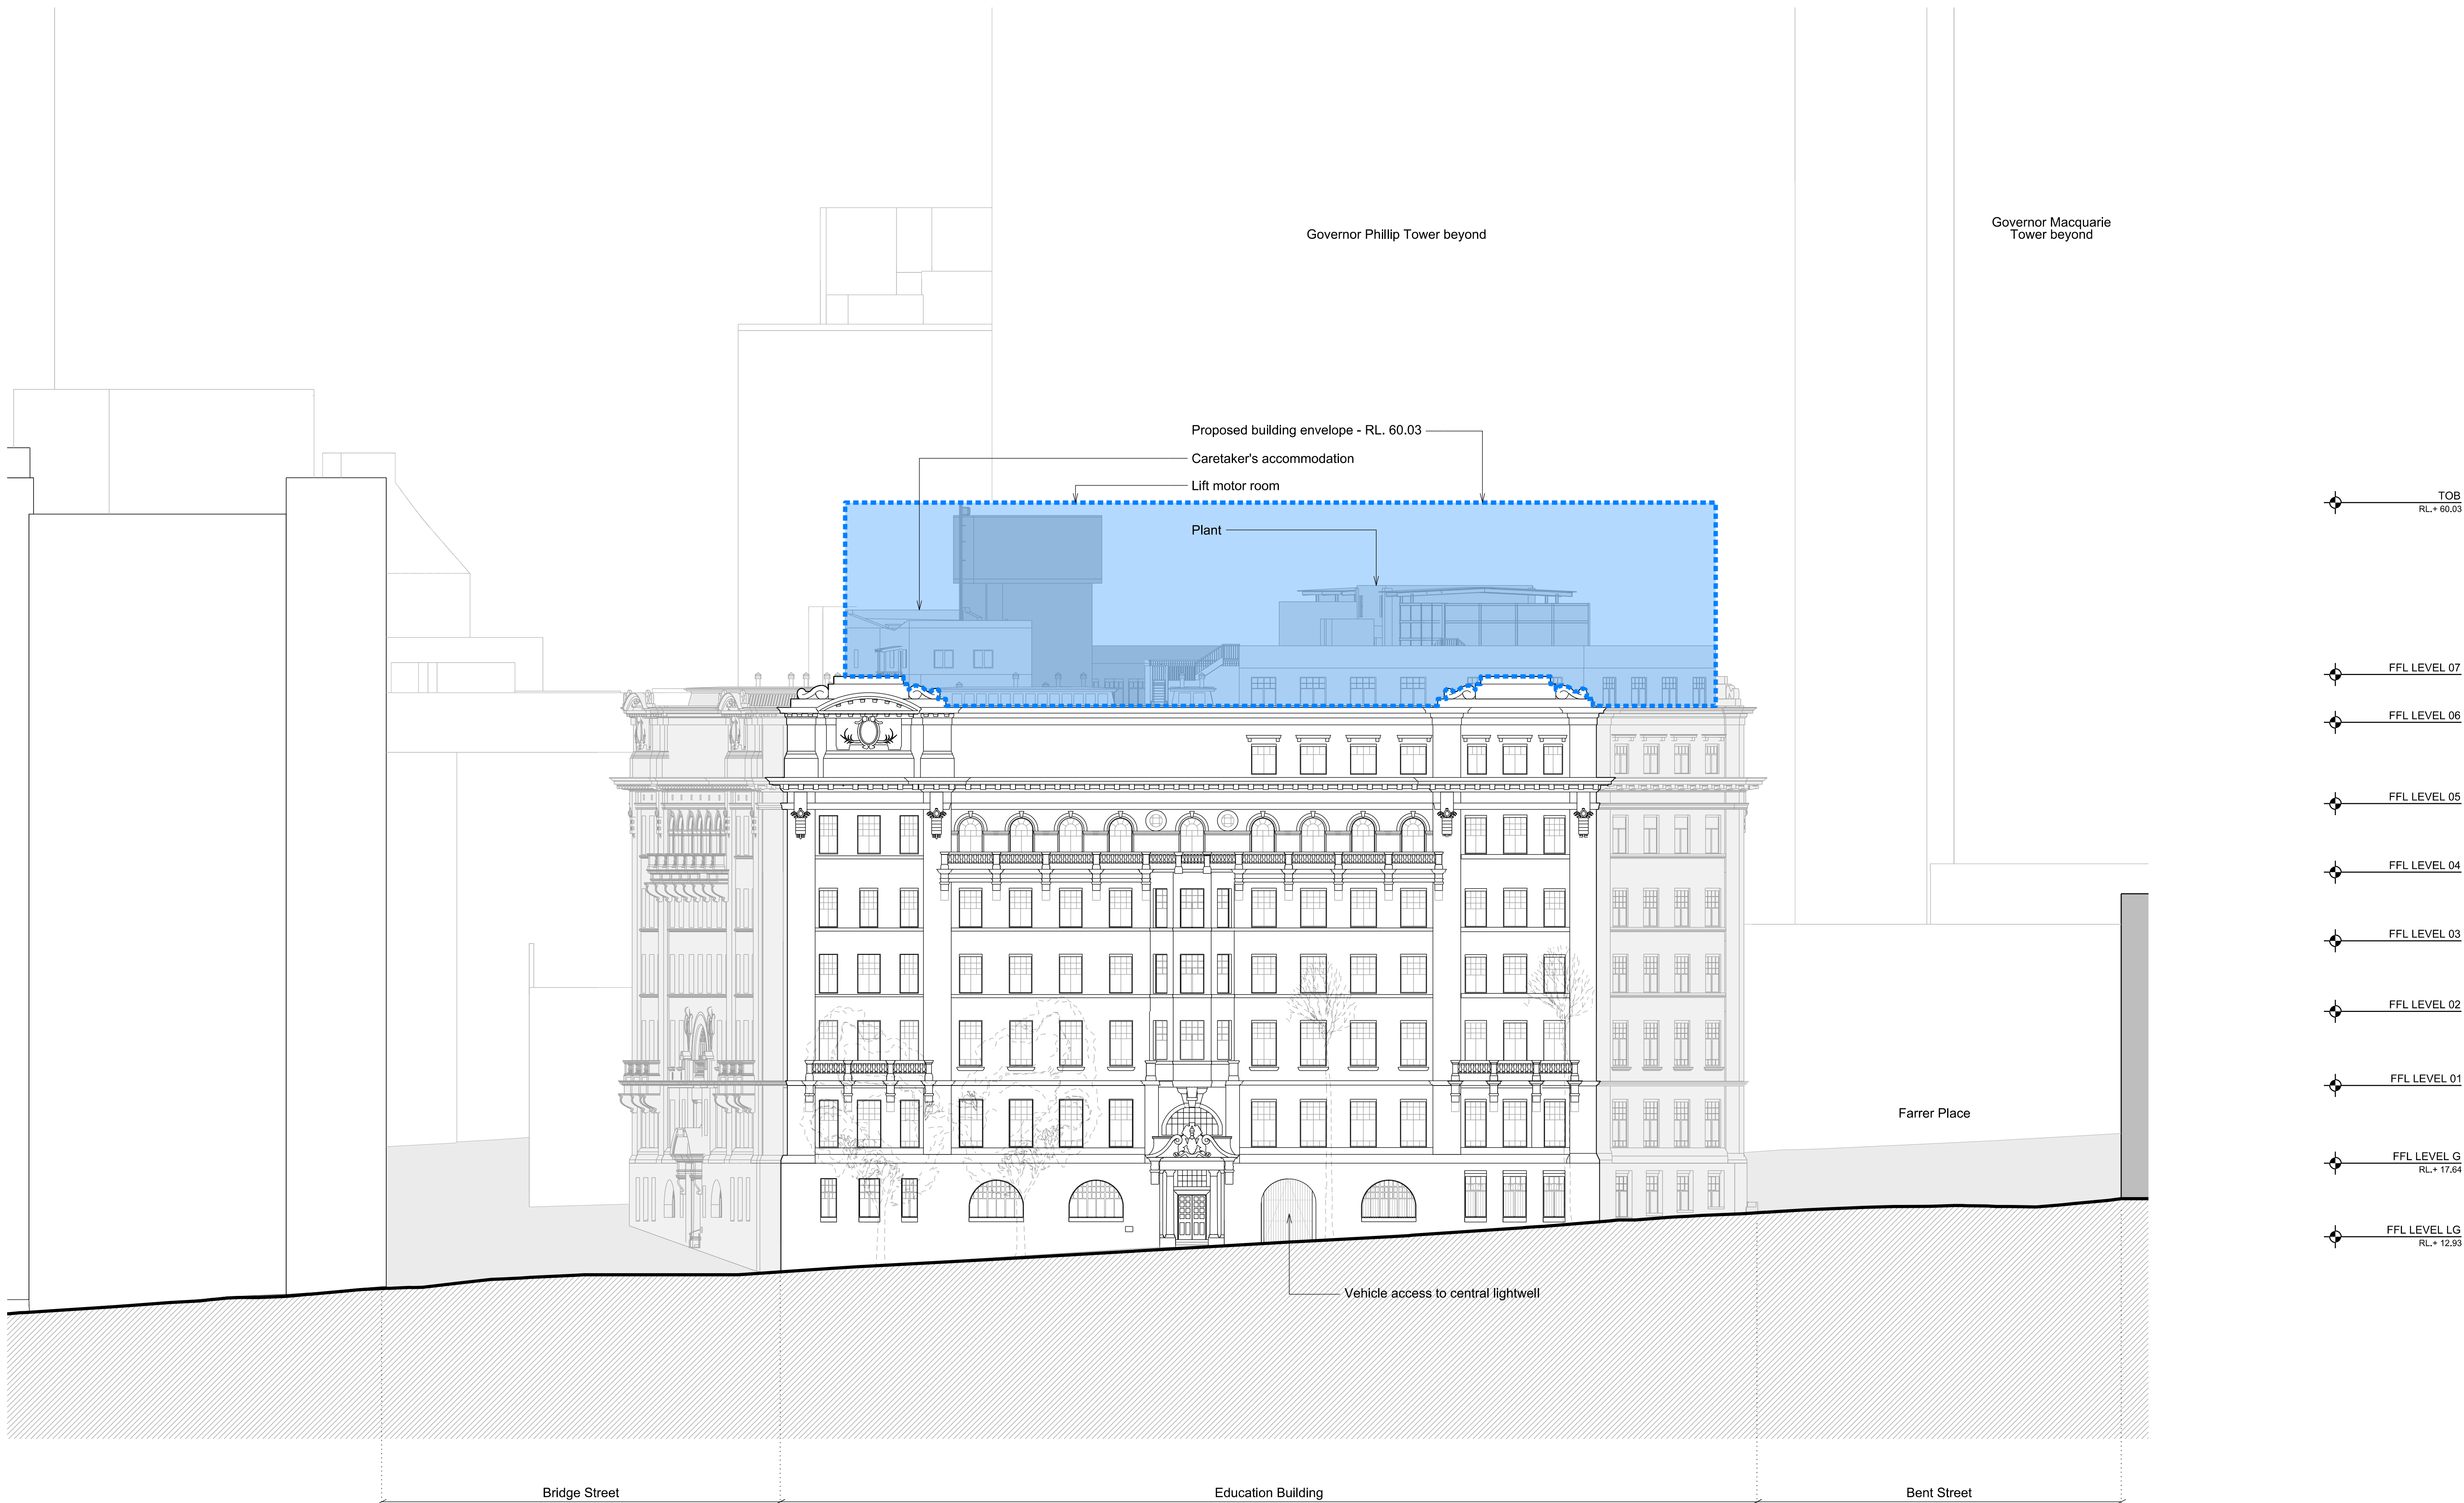 Governor Phillip Tower beyond
Governor Macquarie
Tower beyond
Proposed building envelope - RL. 60.03
Caretaker's accommodation
Lift motor room
Plant
TOB
RL.+ 60.03
FFL LEVEL 07
FFL LEVEL 06
FFL LEVEL 05
FFL LEVEL 04
FFL LEVEL 03
FFL LEVEL 02
FFL LEVEL 01
Farrer Place
FFL LEVEL G
RL.+ 17.64
FFL LEVEL LG
RL.+ 12.93
Vehicle access to central lightwell
Bridge Street
Education Building
Bent Street